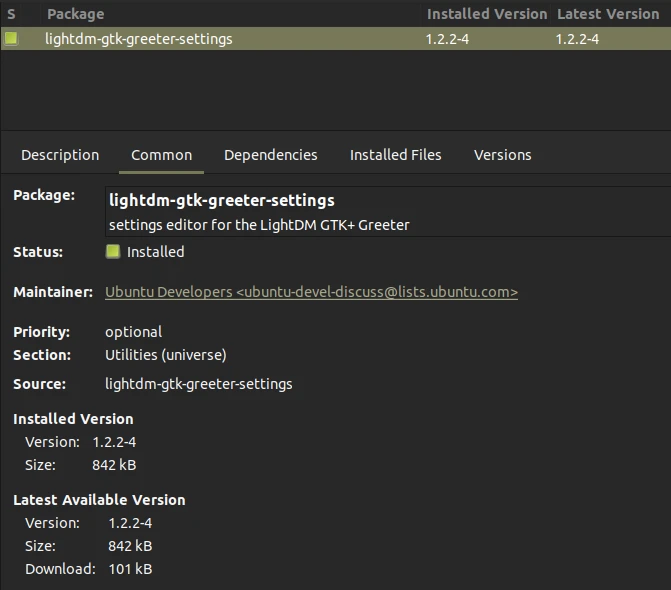 S Package Installed Version Latest Version
lightdm-gtk-greeter-settings 1.2.2-4 1.2.2-4
Description Common Dependencies Installed Files Versions
Package: lightdm-gtk-greeter-settings
settings editor for the LightDM GTK+ Greeter
Status: Installed
Maintainer: Ubuntu Developers <ubuntu-devel-discuss@lists.ubuntu.com>
Priority: optional
Section: Utilities (universe)
Source: lightdm-gtk-greeter-settings
Installed Version
Version: 1.2.2-4
Size: 842 kB
Latest Available Version
Version: 1.2.2-4
Size: 842 kB
Download: 101 kB